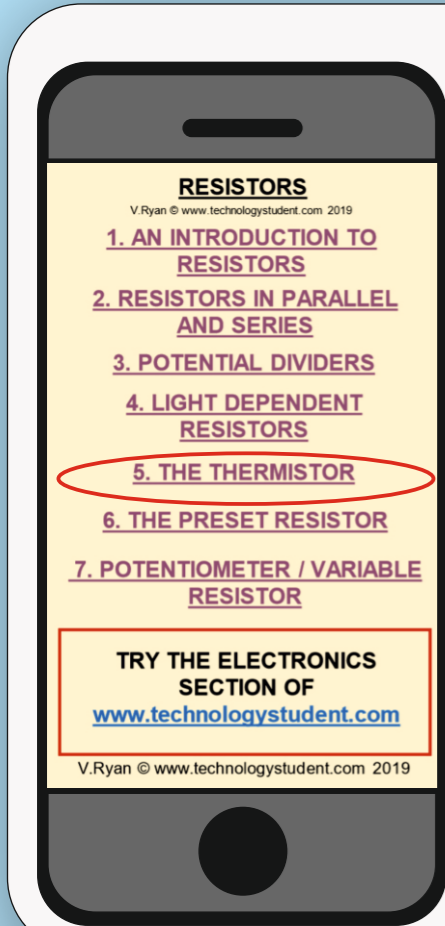 RESISTORS
V.Ryan © www.technologystudent.com 2019
1. AN INTRODUCTION TO
RESISTORS
2. RESISTORS IN PARALLEL
AND SERIES
3. POTENTIAL DIVIDERS
4. LIGHT DEPENDENT
RESISTORS
5. THE THERMISTOR
6. THE PRESET RESISTOR
7. POTENTIOMETER / VARIABLE
RESISTOR
TRY THE ELECTRONICS
SECTION OF
www.technologystudent.com
V.Ryan © www.technologystudent.com 2019